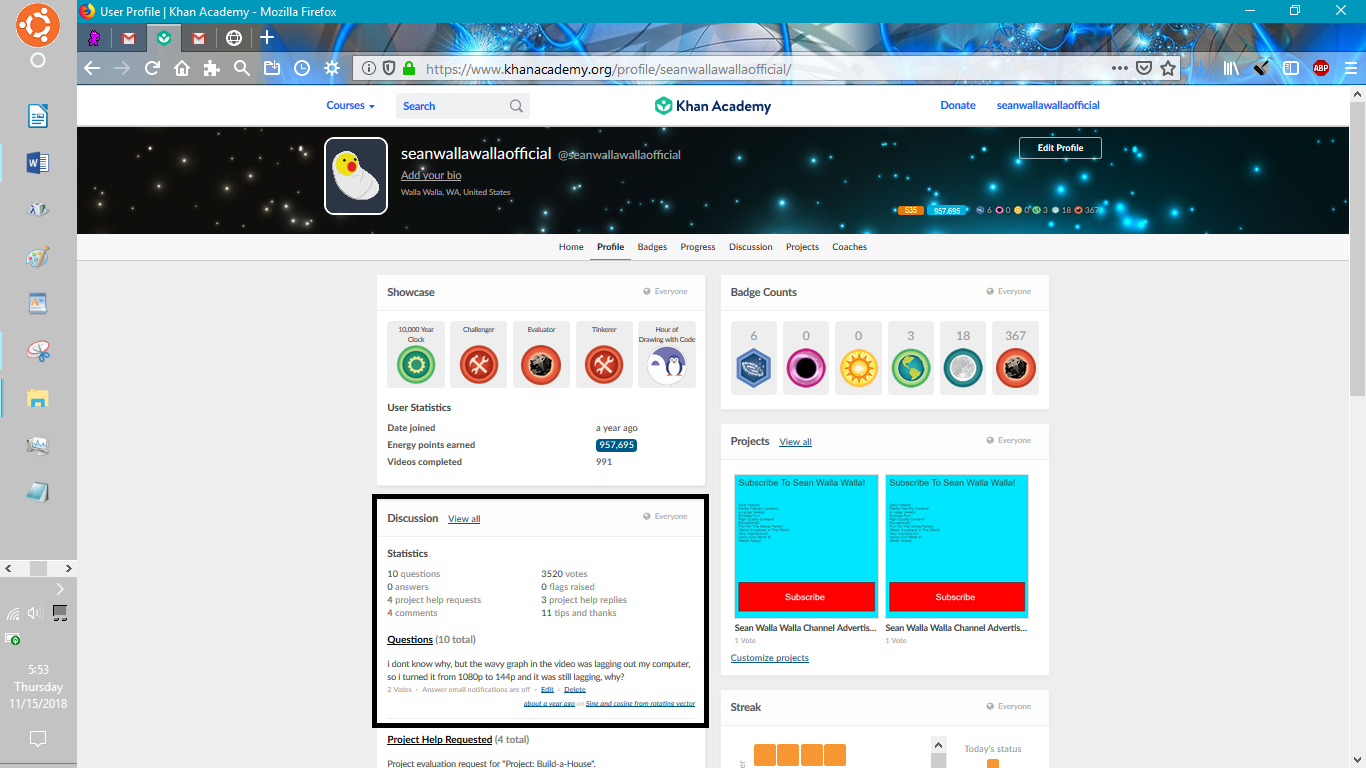 User Profile | Khan Academy - Mozilla Firefox
https://www.khanacademy.org/profile/seanwallawallaofficial/
ABP
Courses
Search
Khan Academy
Donate
seanwallawallaofficial
seanwallawallaofficial @seanwallawallaofficial
Edit Profile
Add your bio
Walla Walla, WA, United States
535 957,695 6 0 0 3 18 367
Home Profile Badges Progress Discussion Projects Coaches
Showcase Everyone
10,000 Year Clock
Challenger
Evaluator
Tinkerer
Hour of Drawing with Code
User Statistics
Date joined a year ago
Energy points earned 957,695
Videos completed 991
Badge Counts Everyone
6 0 0 3 18 367
Projects View all Everyone
Subscribe To Sean Walla Walla! Subscribe To Sean Walla Walla!
Subscribe Subscribe
Sean Walla Walla Channel Advertis... Sean Walla Walla Channel Advertis...
1 Vote 1 Vote
Customize projects
Discussion View all Everyone
Statistics
10 questions 3520 votes
0 answers 0 flags raised
4 project help requests 3 project help replies
4 comments 11 tips and thanks
Questions (10 total)
i dont know why, but the wavy graph in the video was lagging out my computer,
so i turned it from 1080p to 144p and it was still lagging, why?
2 Votes • Answer email notifications are off • Edit • Delete
about a year ago on Sine and cosine from rotating vector
Project Help Requested (4 total)
Project evaluation request for "Project: Build-a-House".
Streak Everyone
Today's status
5:53
Thursday
11/15/2018